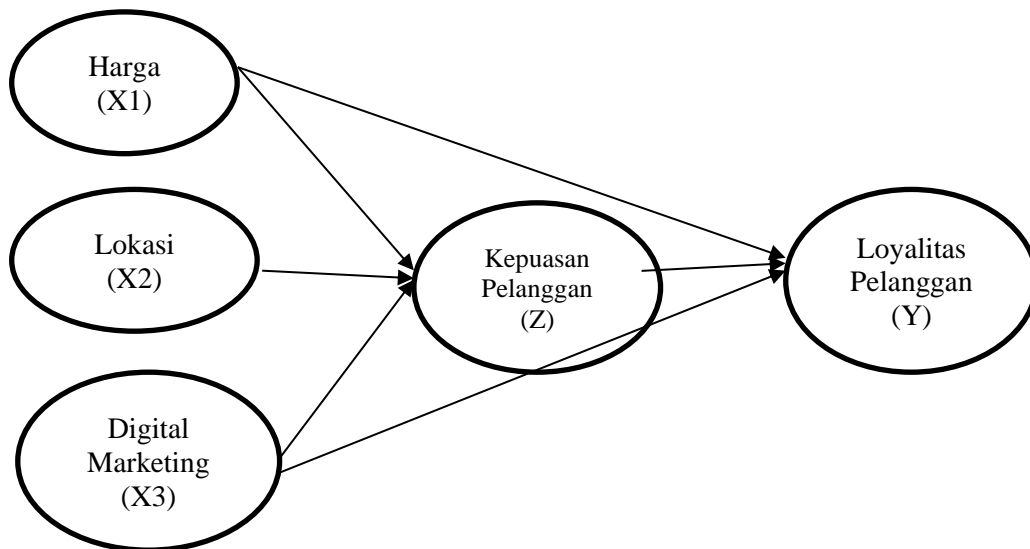 Harga
(X1)
Lokasi
(X2)
Digital
Marketing
(X3)
Kepuasan
Pelanggan
(Z)
Loyalitas
Pelanggan
(Y)